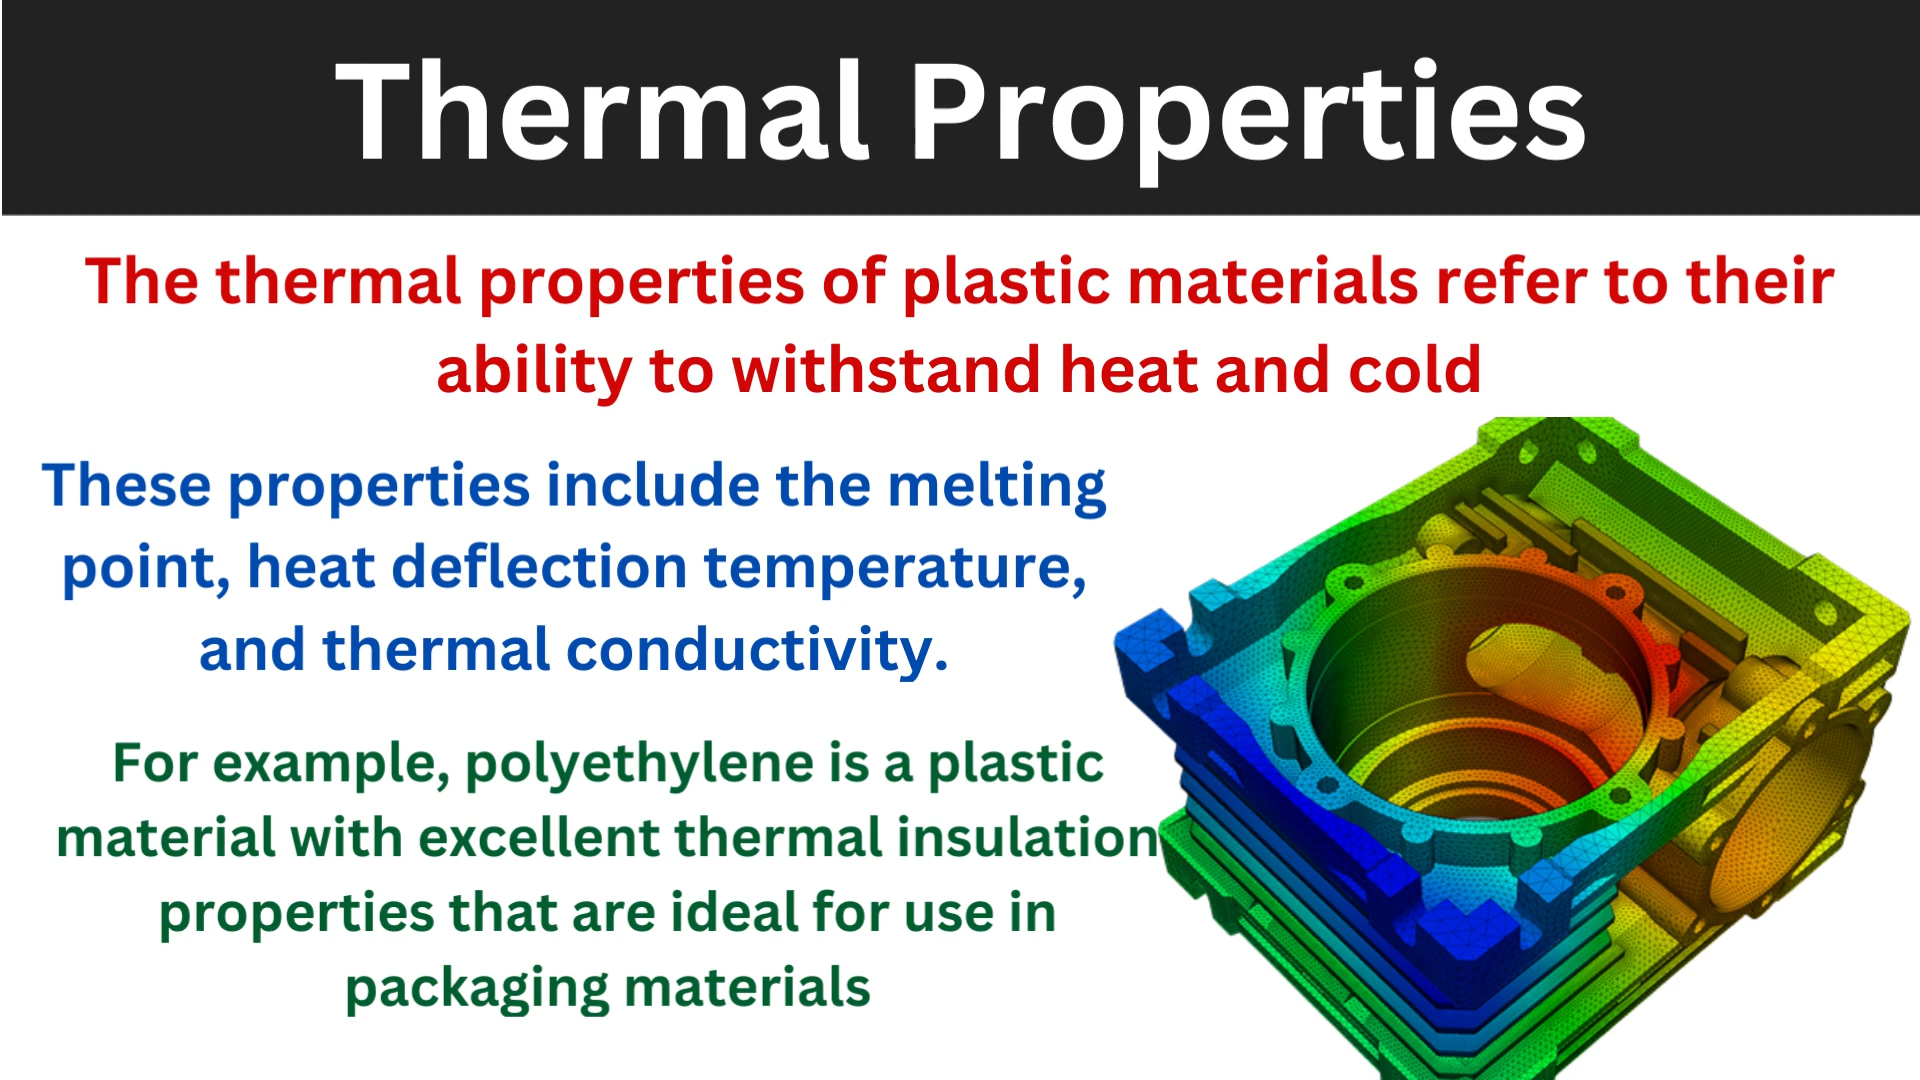 Thermal Properties
The thermal properties of plastic materials refer to their
ability to withstand heat and cold
These properties include the melting
point, heat deflection temperature,
and thermal conductivity.
For example, polyethylene is a plastic
material with excellent thermal insulation
properties that are ideal for use in
packaging materials